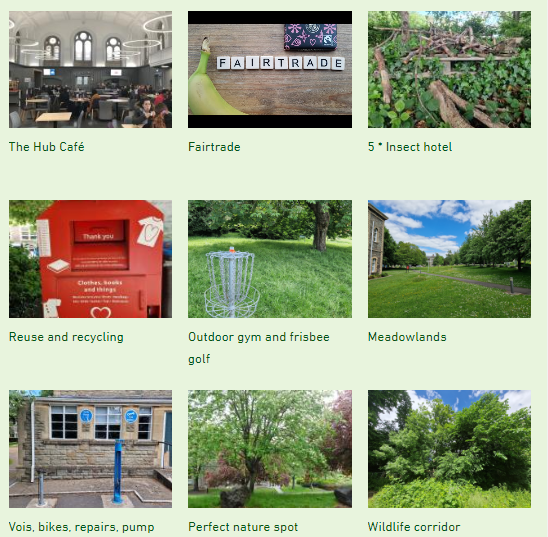 FAIRTRADE
The Hub Café
Fairtrade
5 * Insect hotel
Thank you
Clothes, books
and things
Reuse and recycling
Outdoor gym and frisbee
golf
Meadowlands
Vois, bikes, repairs, pump
Perfect nature spot
Wildlife corridor